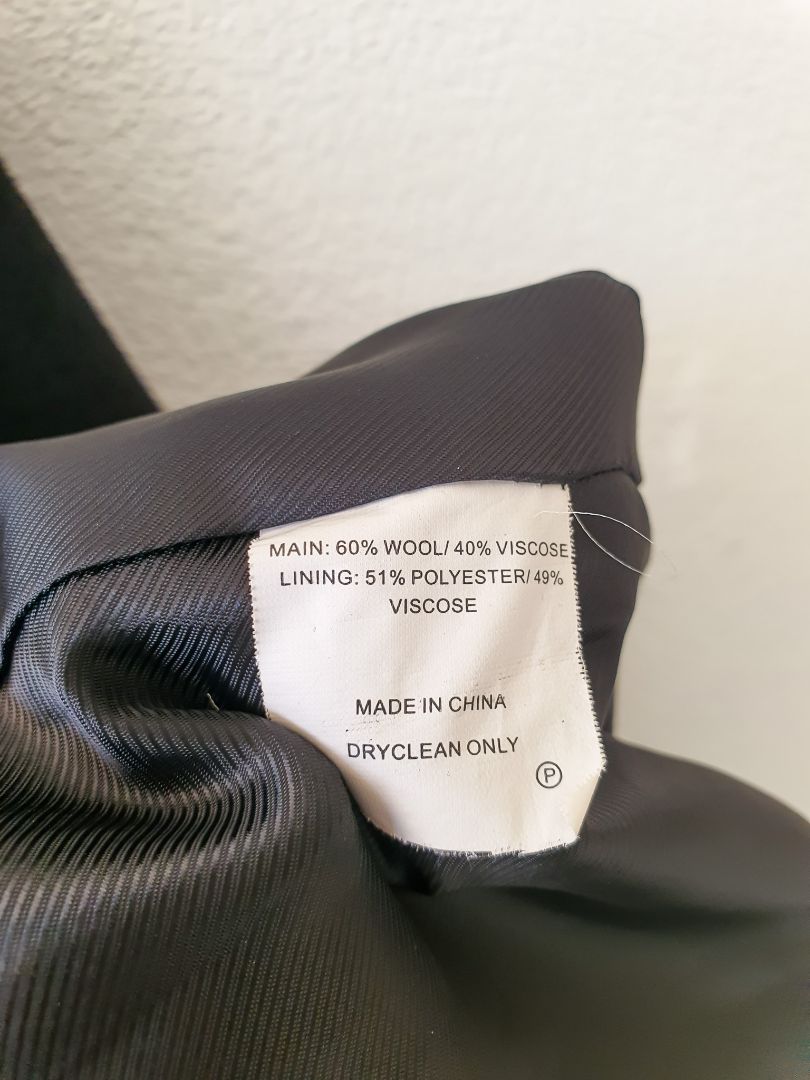 MAIN: 60% WOOL/ 40% VISCOSE
LINING: 51% POLYESTER/ 49%
VISCOSE
MADE IN CHINA
DRYCLEAN ONLY
P